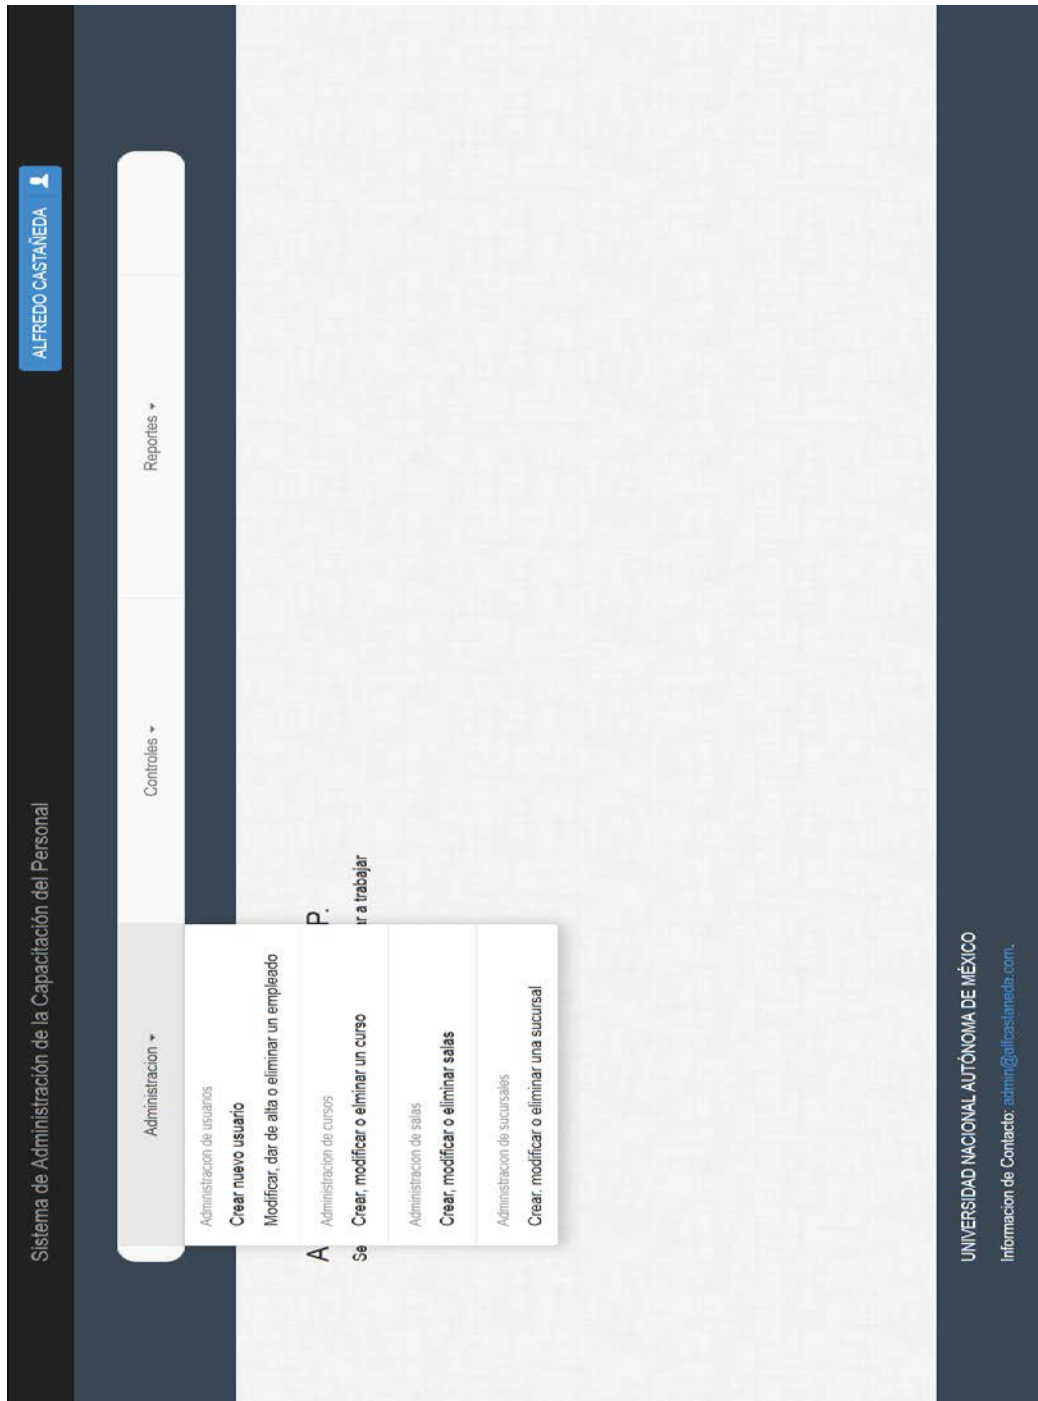 Sistema de Administración de la Capacitación del Personal
ALFREDO CASTAÑEDA
Administracion
Controles
Reportes
Administracion de usuarios
Crear nuevo usuario
Modificar, dar de alta o eliminar un empleado
Administracion de cursos
Crear, modificar o elminar un curso
Administracion de salas
Crear, modificar o eliminar salas
Administracon de sucursales
Crear. modificar o eliminar una sucursal
A P.
Se r a trabajar
UNIVERSIDAD NACIONAL AUTÓNOMA DE MÉXICO
Informacion de Contacto: admin@alfcastaneda.com.